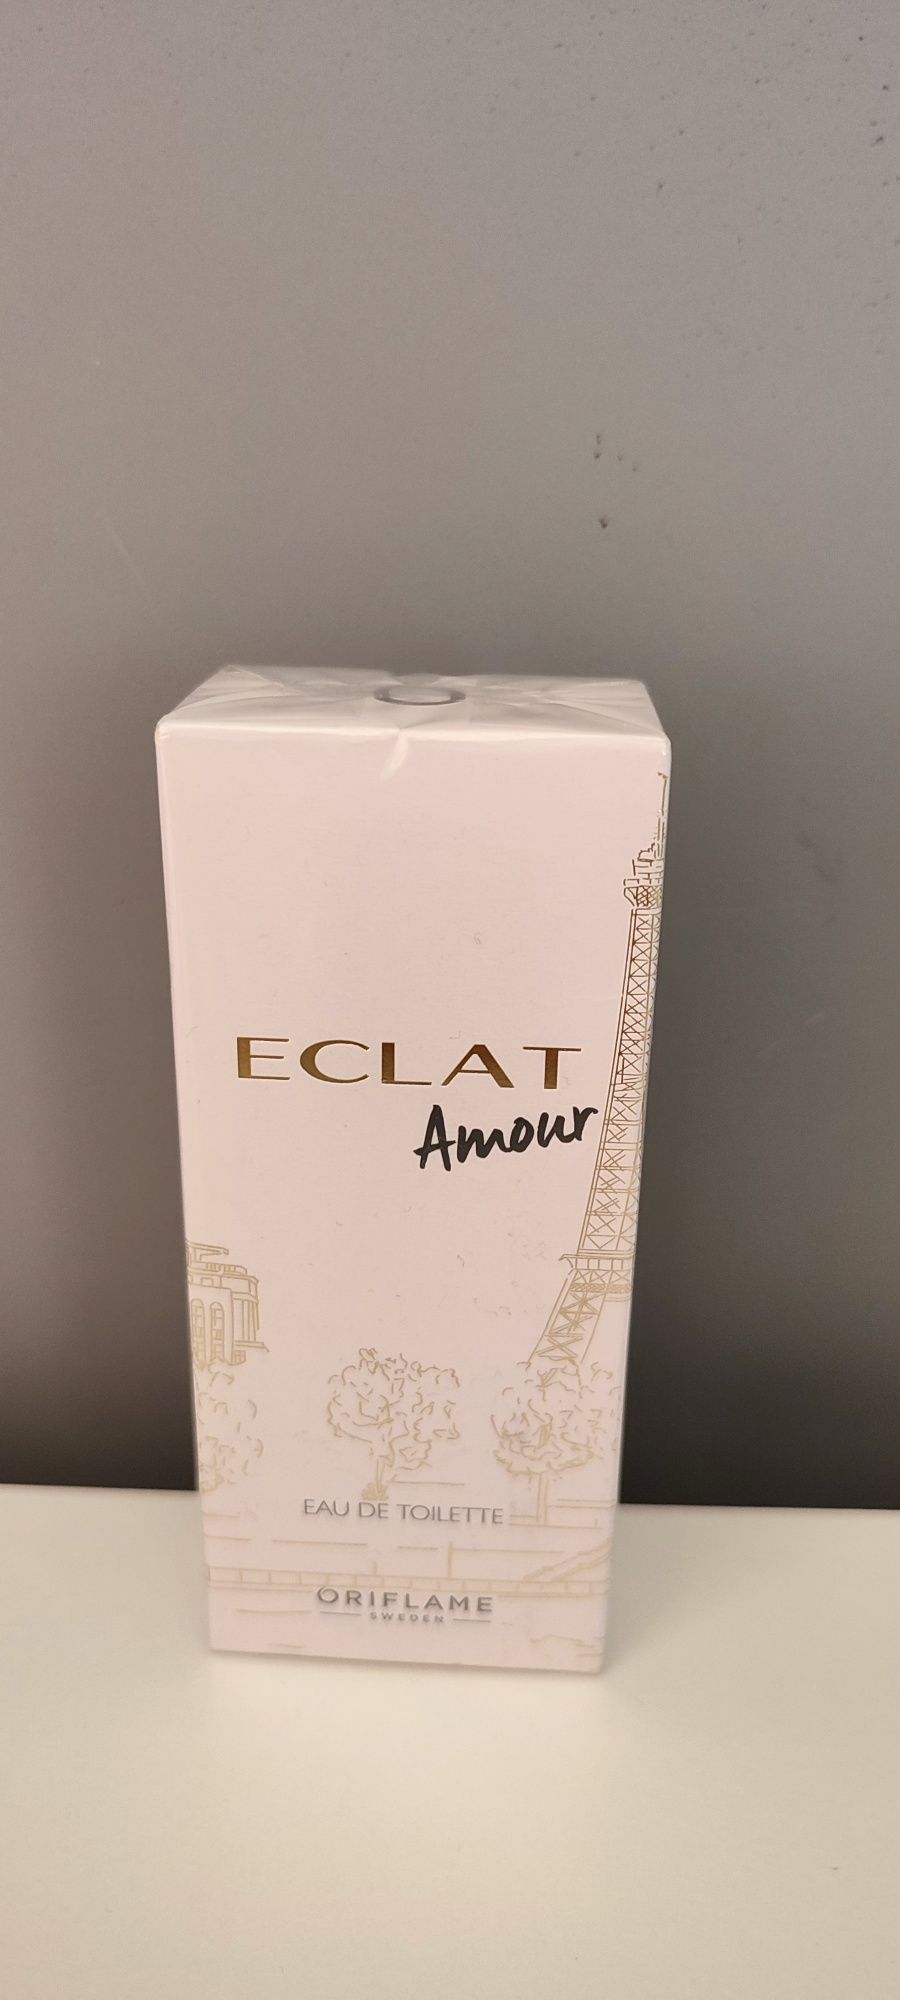 ECLAT
Amour
EAU DE TOILETTE
ORIFLAME
SWEDEN